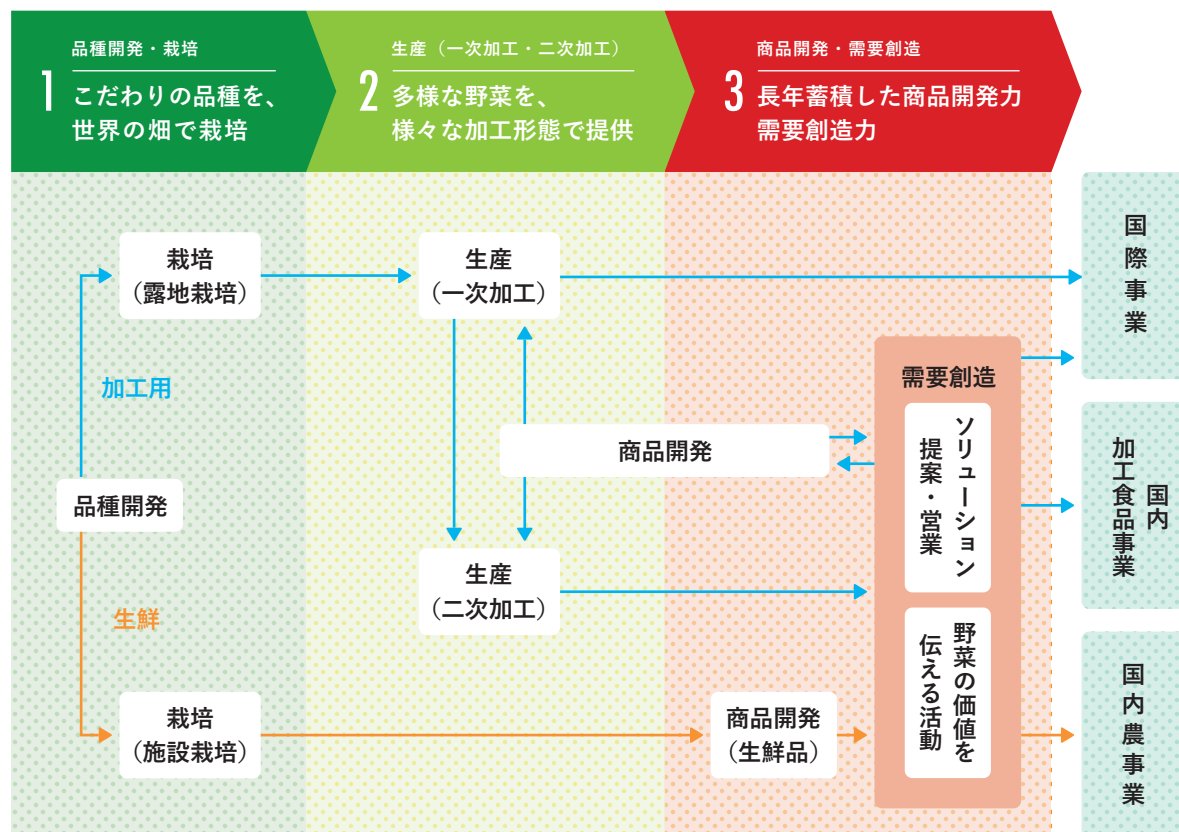 品種開発・栽培
1
こだわりの品種を、
世界の畑で栽培
生産（一次加工・二次加工）
2
多様な野菜を、
様々な加工形態で提供
商品開発・需要創造
3
長年蓄積した商品開発力
需要創造力
栽培
（露地栽培）
生産
（一次加工）
国際事業
加工用
需要創造
商品開発
ソリューション
提案・営業
品種開発
国内
加工食品事業
生産
（二次加工）
生鮮
野菜の価値を
伝える活動
栽培
（施設栽培）
商品開発
（生鮮品）
国内農事業